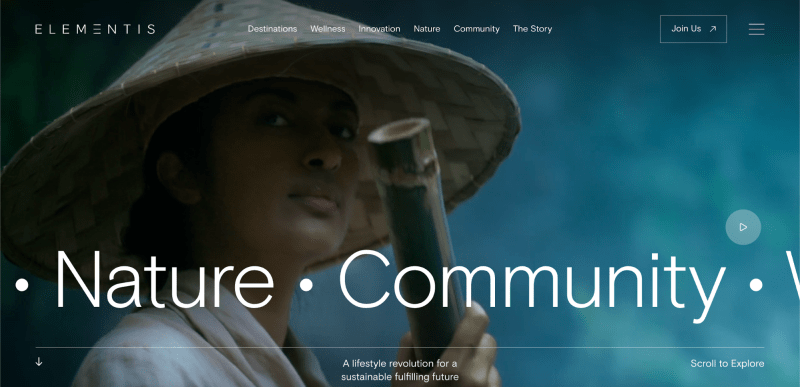 ELEMENTIS
Destinations Wellness Innovation Nature Community The Story
Join Us
• Nature • Community •
A lifestyle revolution for a
sustainable fulfilling future
Scroll to Explore